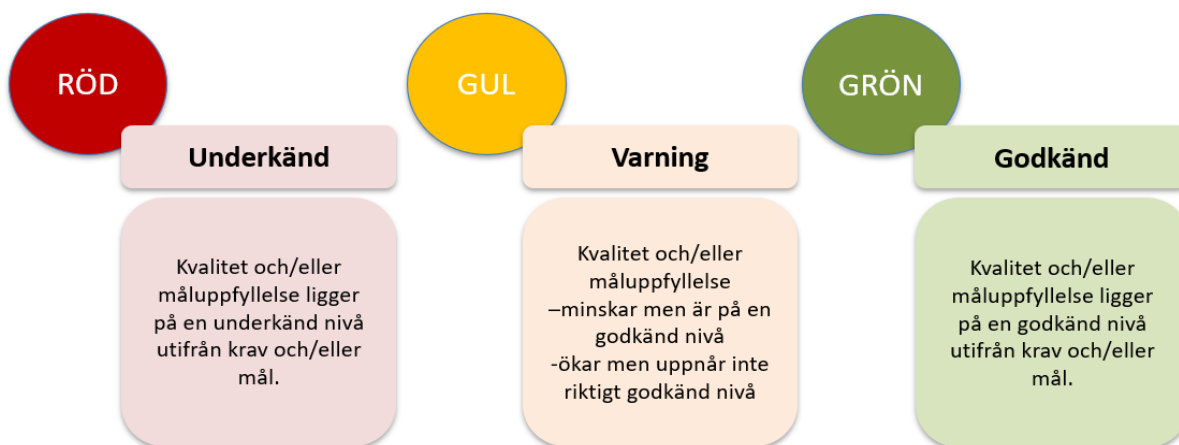 RÖD
Underkänd
Kvalitet och/eller
måluppfyllelse ligger
på en underkänd nivå
utifrån krav och/eller
mål.
GUL
Varning
Kvalitet och/eller
måluppfyllelse
–minskar men är på en
godkänd nivå
-ökar men uppnår inte
riktigt godkänd nivå
GRÖN
Godkänd
Kvalitet och/eller
måluppfyllelse ligger
på en godkänd nivå
utifrån krav och/eller
mål.